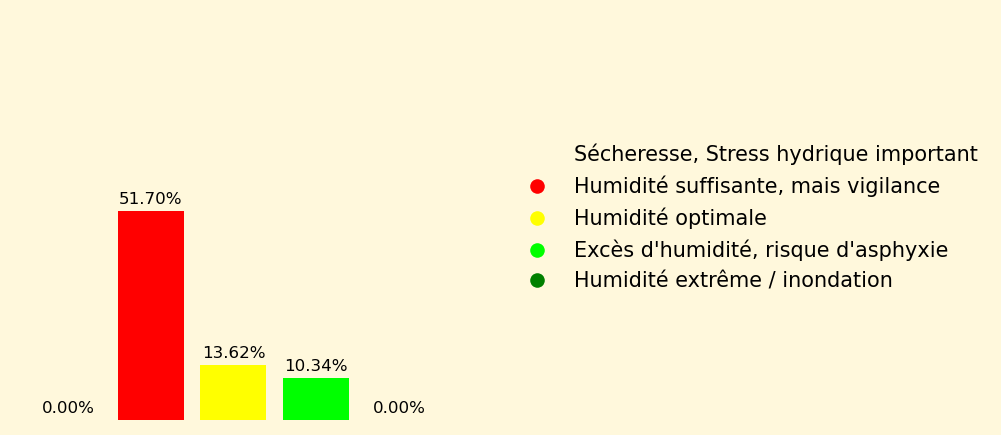 Sécheresse, Stress hydrique important
51.70%
Humidité suffisante, mais vigilance
Humidité optimale
Excès d'humidité, risque d'asphyxie
Humidité extrême / inondation
13.62%
10.34%
0.00%
0.00%